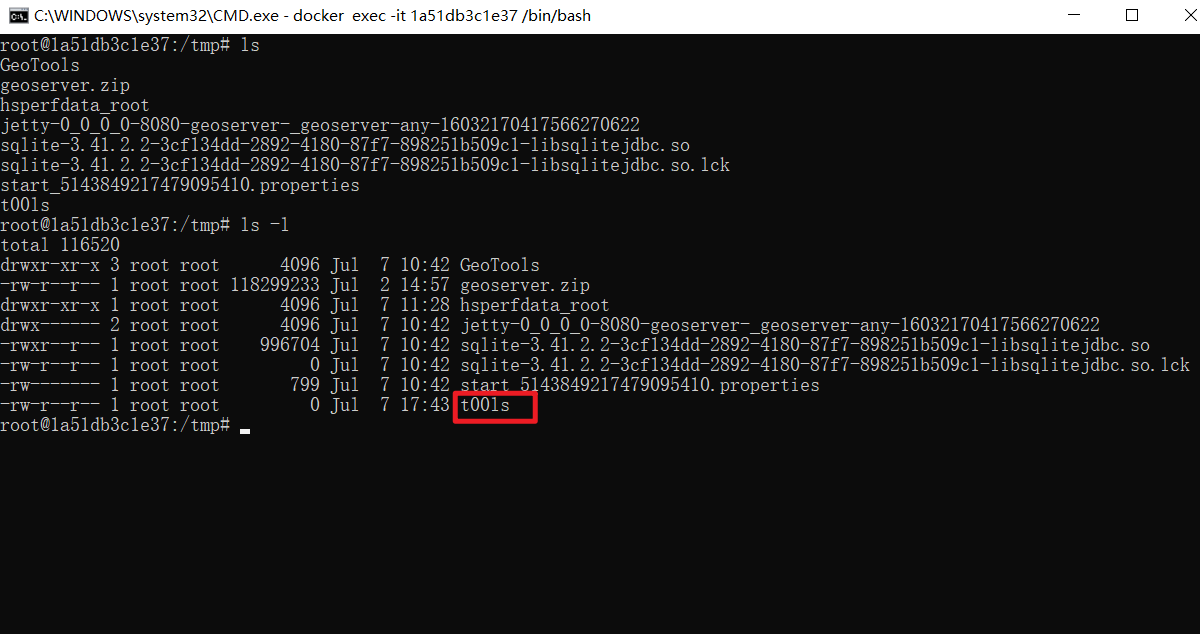 C:\WINDOWS\system32\CMD.exe - docker  exec -it 1a51db3c1e37 /bin/bash
root@1a51db3c1e37:/tmp# ls
GeoTools
geoserver.zip
hsperfdata_root
jetty-0_0_0_0-8080-geoserver-_geoserver-any-16032170417566270622
sqlite-3.41.2.2-3cf134dd-2892-4180-87f7-898251b509c1-libsqlitejdbc.so
sqlite-3.41.2.2-3cf134dd-2892-4180-87f7-898251b509c1-libsqlitejdbc.so.lck
start_5143849217479095410.properties
t00ls
root@1a51db3c1e37:/tmp# ls -l
total 116520
drwxr-xr-x 3 root root      4096 Jul  7 10:42 GeoTools
-rw-r--r-- 1 root root 118299233 Jul  2 14:57 geoserver.zip
drwxr-xr-x 1 root root      4096 Jul  7 11:28 hsperfdata_root
drwx------ 2 root root      4096 Jul  7 10:42 jetty-0_0_0_0-8080-geoserver-_geoserver-any-16032170417566270622
-rwxr--r-- 1 root root    996704 Jul  7 10:42 sqlite-3.41.2.2-3cf134dd-2892-4180-87f7-898251b509c1-libsqlitejdbc.so
-rw-r--r-- 1 root root         0 Jul  7 10:42 sqlite-3.41.2.2-3cf134dd-2892-4180-87f7-898251b509c1-libsqlitejdbc.so.lck
-rw------- 1 root root       799 Jul  7 10:42 start_5143849217479095410.properties
-rw-r--r-- 1 root root         0 Jul  7 17:43 t00ls
root@1a51db3c1e37:/tmp#